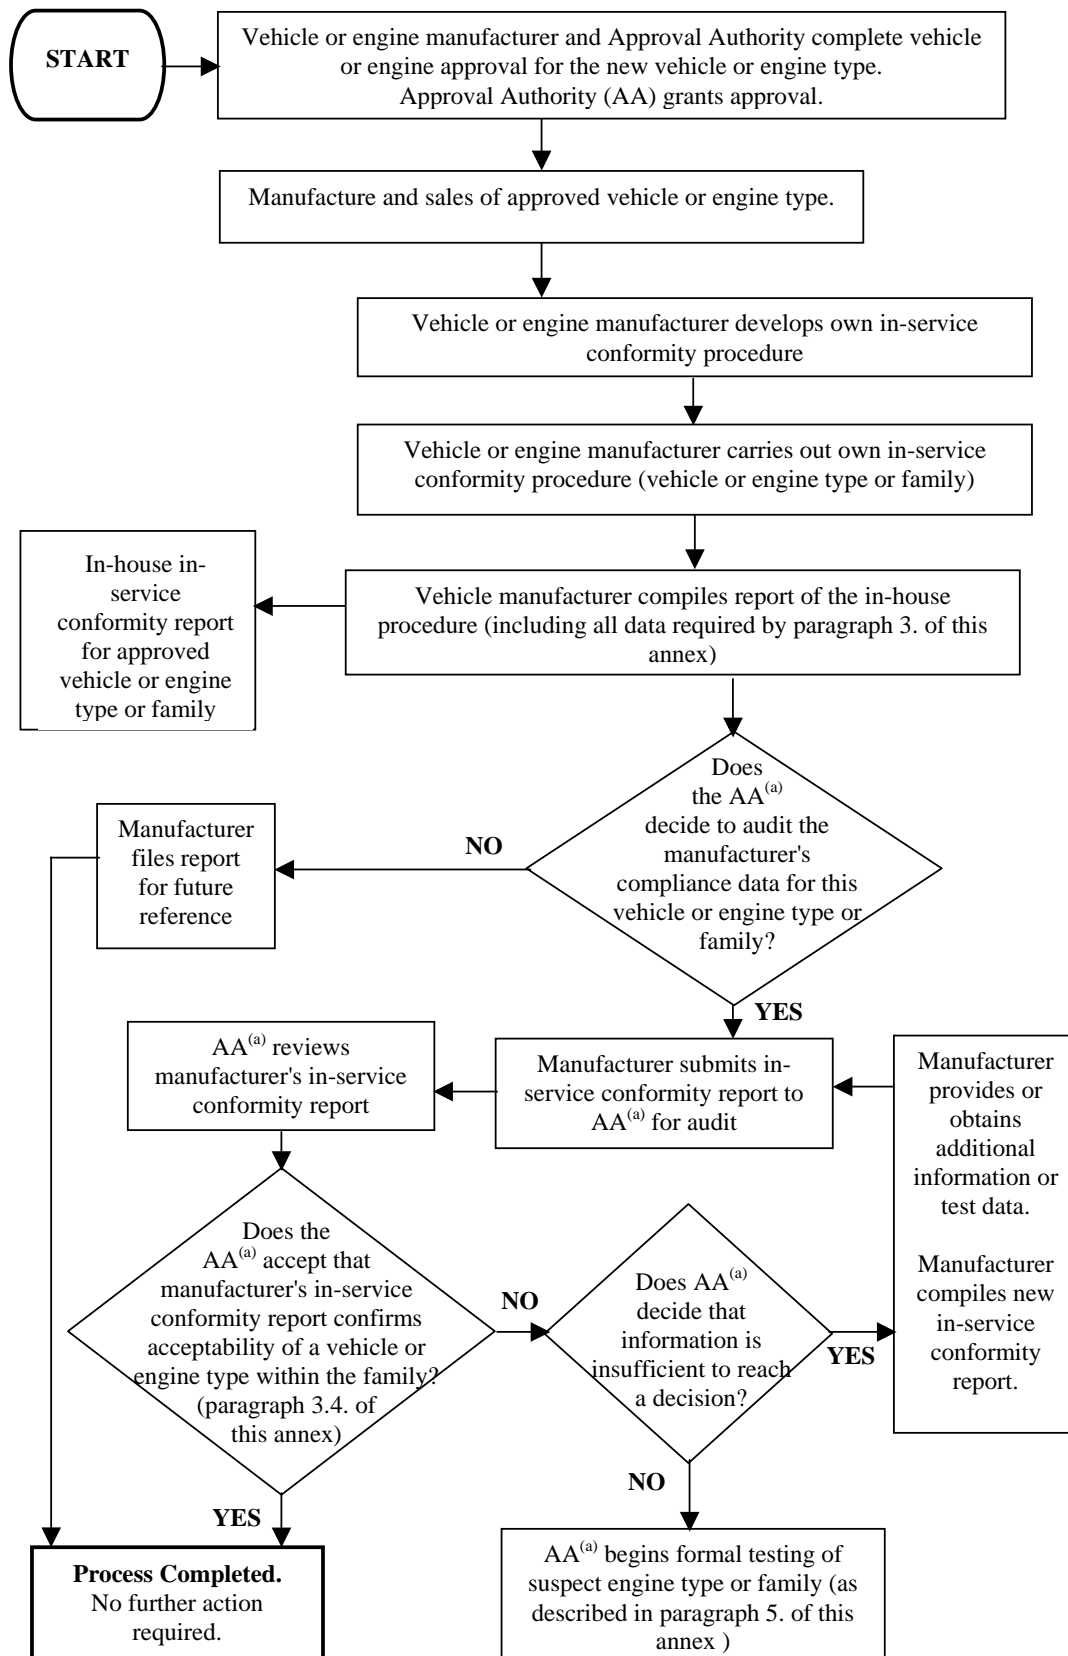 START
Vehicle or engine manufacturer and Approval Authority complete vehicle
or engine approval for the new vehicle or engine type.
Approval Authority (AA) grants approval.
Manufacture and sales of approved vehicle or engine type.
Vehicle or engine manufacturer develops own in-service
conformity procedure
Vehicle or engine manufacturer carries out own in-service
conformity procedure (vehicle or engine type or family)
In-house in-
service
conformity report
for approved
vehicle or engine
type or family
Vehicle manufacturer compiles report of the in-house
procedure (including all data required by paragraph 3. of this
annex)
Does
the AA(a)
decide to audit the
manufacturer's
compliance data for this
vehicle or engine type or
family?
NO
Manufacturer
files report
for future
reference
YES
AA(a) reviews
manufacturer's in-service
conformity report
Manufacturer submits in-
service conformity report to
AA(a) for audit
Manufacturer
provides or
obtains
additional
information or
test data.
Manufacturer
compiles new
in-service
conformity
report.
Does the
AA(a) accept that
manufacturer's in-service
conformity report confirms
acceptability of a vehicle or
engine type within the family?
(paragraph 3.4. of
this annex)
NO
Does AA(a)
decide that
information is
insufficient to reach
a decision?
YES
NO
YES
Process Completed.
No further action
required.
AA(a) begins formal testing of
suspect engine type or family (as
described in paragraph 5. of this
annex )